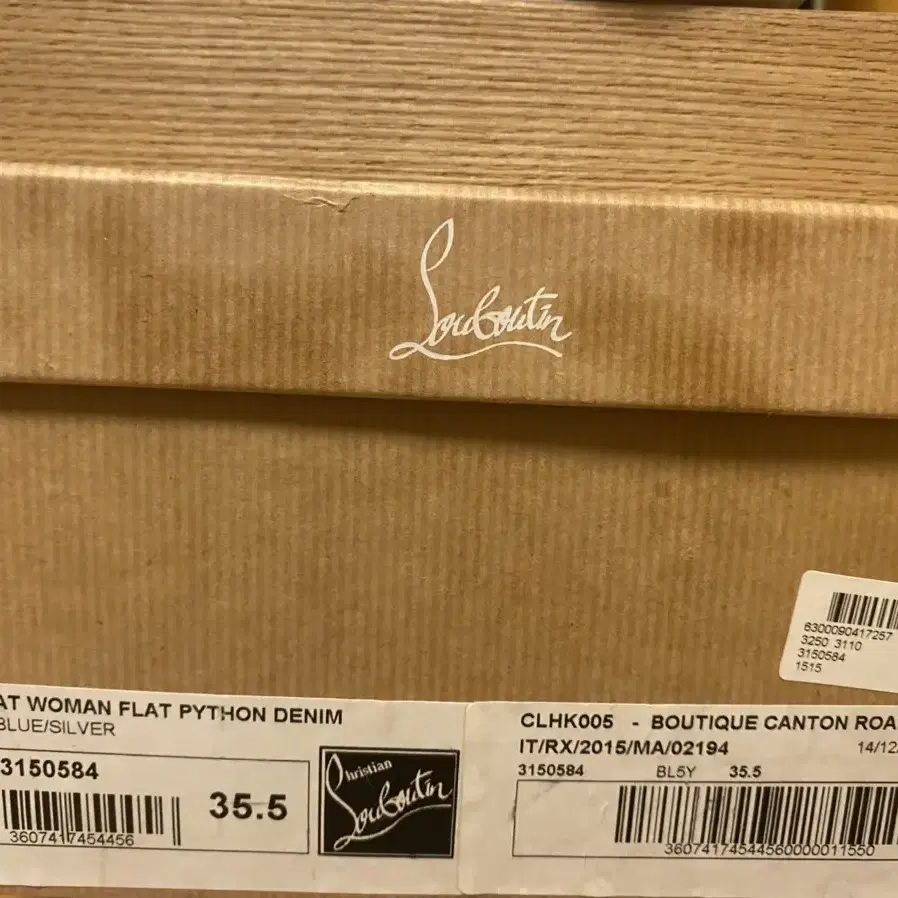 Louboutin
6300090417257
3250 3110
3150584
1515
AT WOMAN FLAT PYTHON DENIM
BLUE/SILVER
3150584
35.5
3607417454456
Christian
Louboutin
CLHK005 - BOUTIQUE CANTON ROA
IT/RX/2015/MA/02194 14/12
3150584 BL5Y 35.5
36074174544560000011550